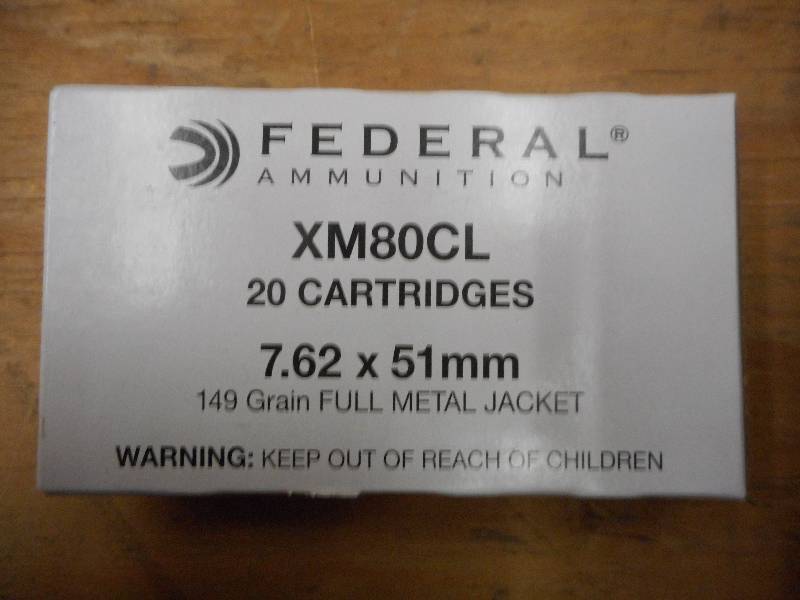 FEDERAL®
AMMUNITION
XM80CL
20 CARTRIDGES
7.62 x 51mm
149 Grain FULL METAL JACKET
WARNING: KEEP OUT OF REACH OF CHILDREN